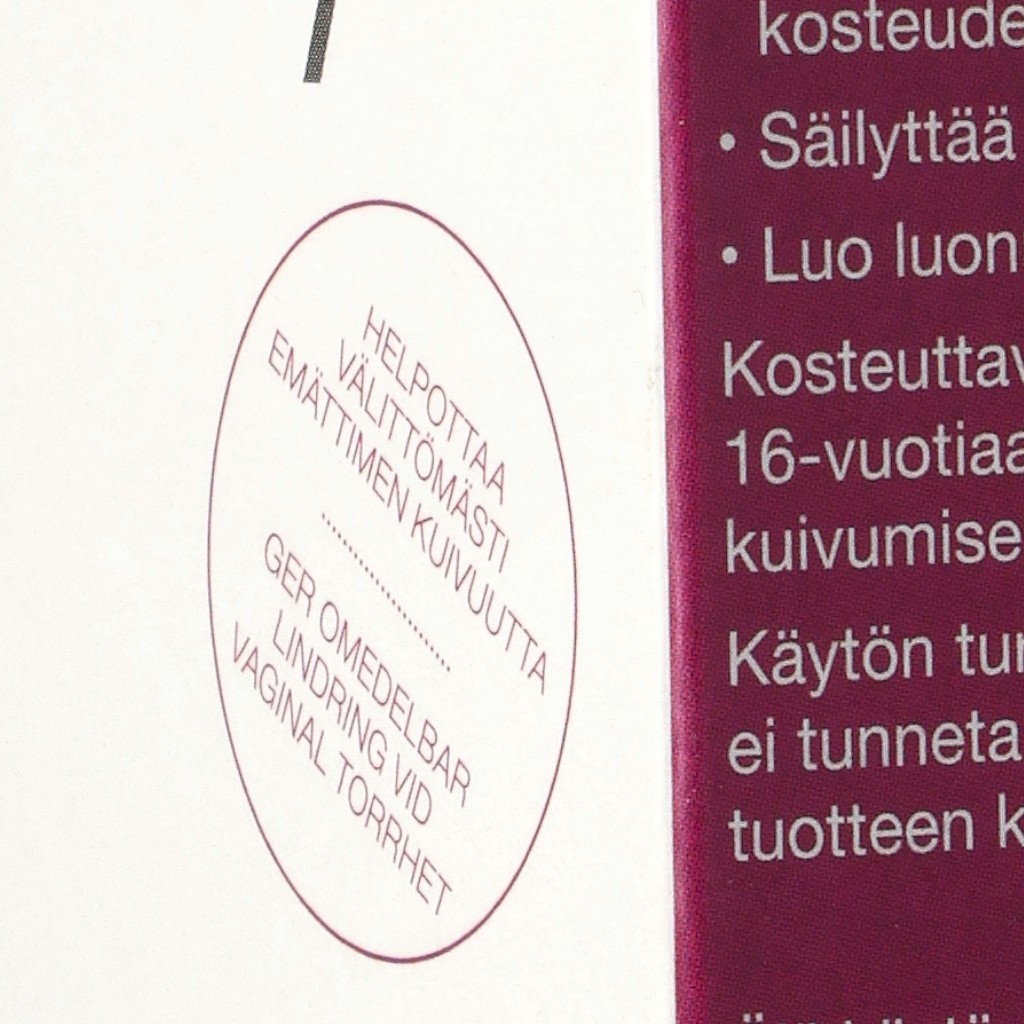 HELPOTTAA
VÄLITTÖMÄSTI
EMÄTTIMEN KUIVUUTTA
GER OMEDELBAR
LINDRING VID
VAGINAL TORRHET
kosteude
• Säilyttää
• Luo luon
Kosteuttav
16-vuotiaa
kuivumise
Käytön tur
ei tunneta
tuotteen k